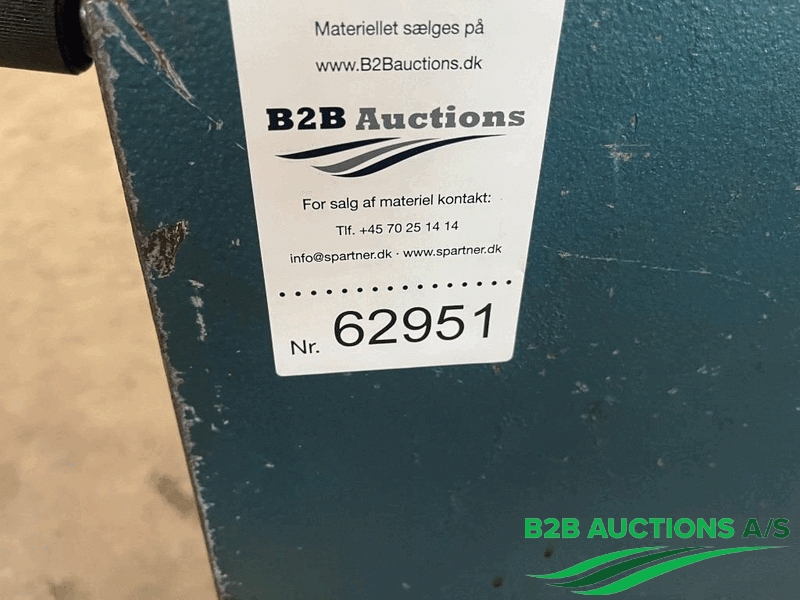 Materiellet sælges på
www.B2Bauctions.dk
B2B Auctions
For salg af materiel kontakt:
Tlf. +45 70 25 14 14
info@spartner.dk · www.spartner.dk
Nr. 62951
B2B AUCTIONS A/S